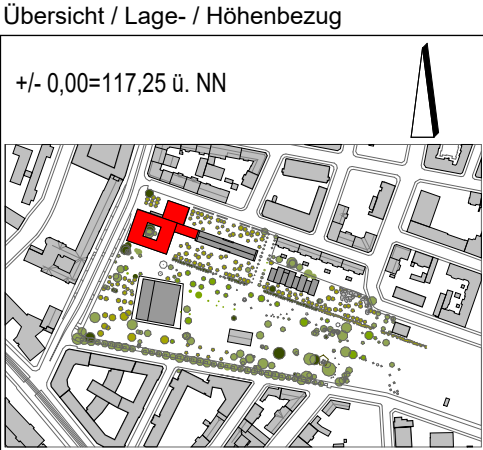 Übersicht / Lage- / Höhenbezug
+/- 0,00=117,25 ü. NN